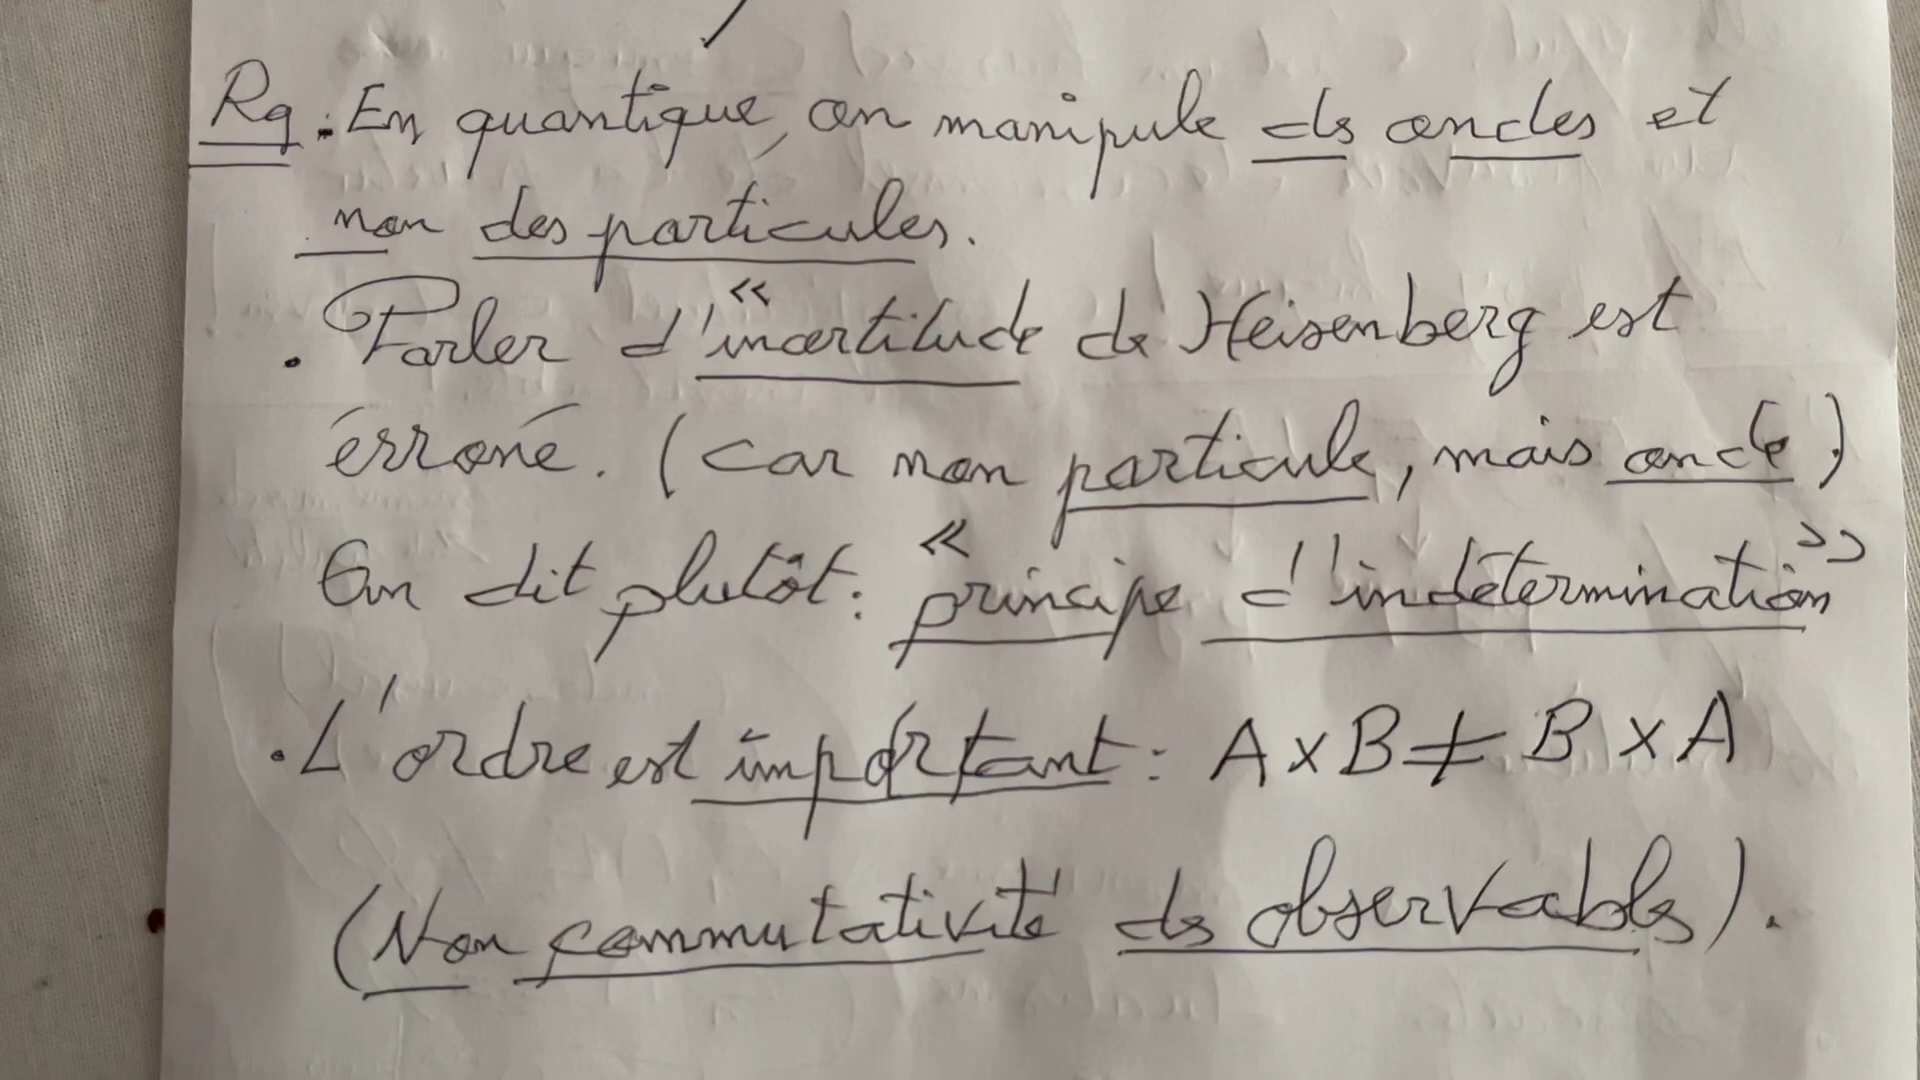 Rq : En quantique, on manipule des ondes et
non des particules.
. Parler d'« incertitude de Heisenberg est
érroné. (car non particule, mais onde)
On dit plutôt : « principe d'indétermination »
. L'ordre est important : A x B ≠ B x A
(Non commutativité des observables).